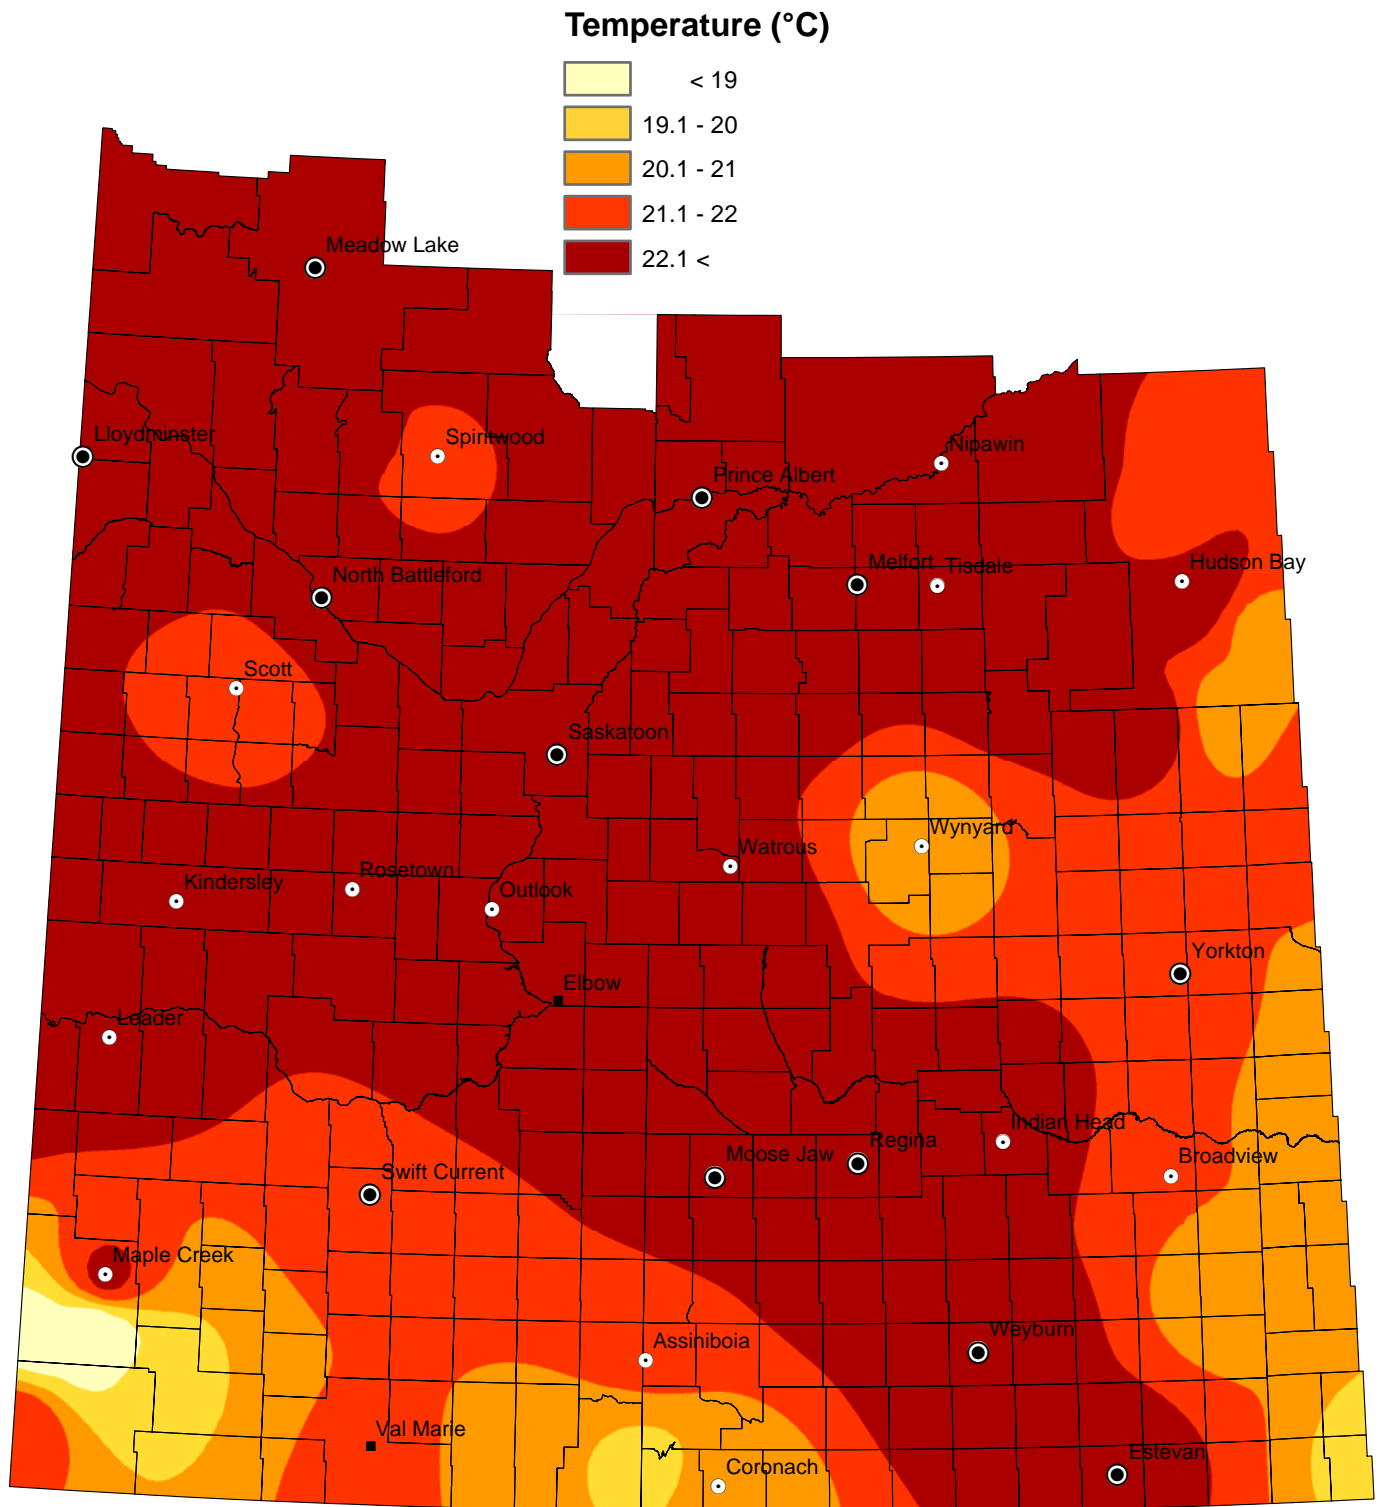 Temperature (°C)
< 19
19.1 - 20
20.1 - 21
21.1 - 22
22.1 <
Meadow Lake
Lloydminster
Spiritwood
Nipawin
Prince Albert
Hudson Bay
Melfort
Tisdale
North Battleford
Scott
Saskatoon
Wynyard
Watrous
Rosetown
Kindersley
Outlook
Yorkton
Elbow
Leader
Indian Head
Regina
Moose Jaw
Broadview
Swift Current
Maple Creek
Weyburn
Assiniboia
Val Marie
Estevan
Coronach